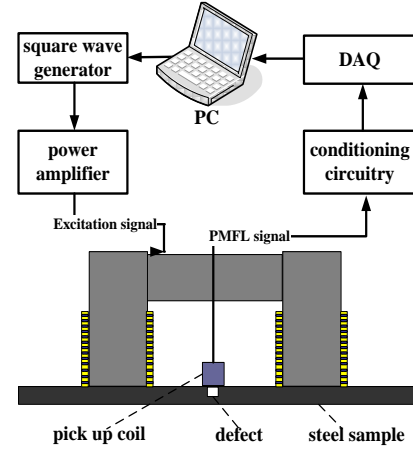 square wave
generator
PC
DAQ
power
amplifier
conditioning
circuitry
Excitation signal
PMFL signal
pick up coil
defect
steel sample